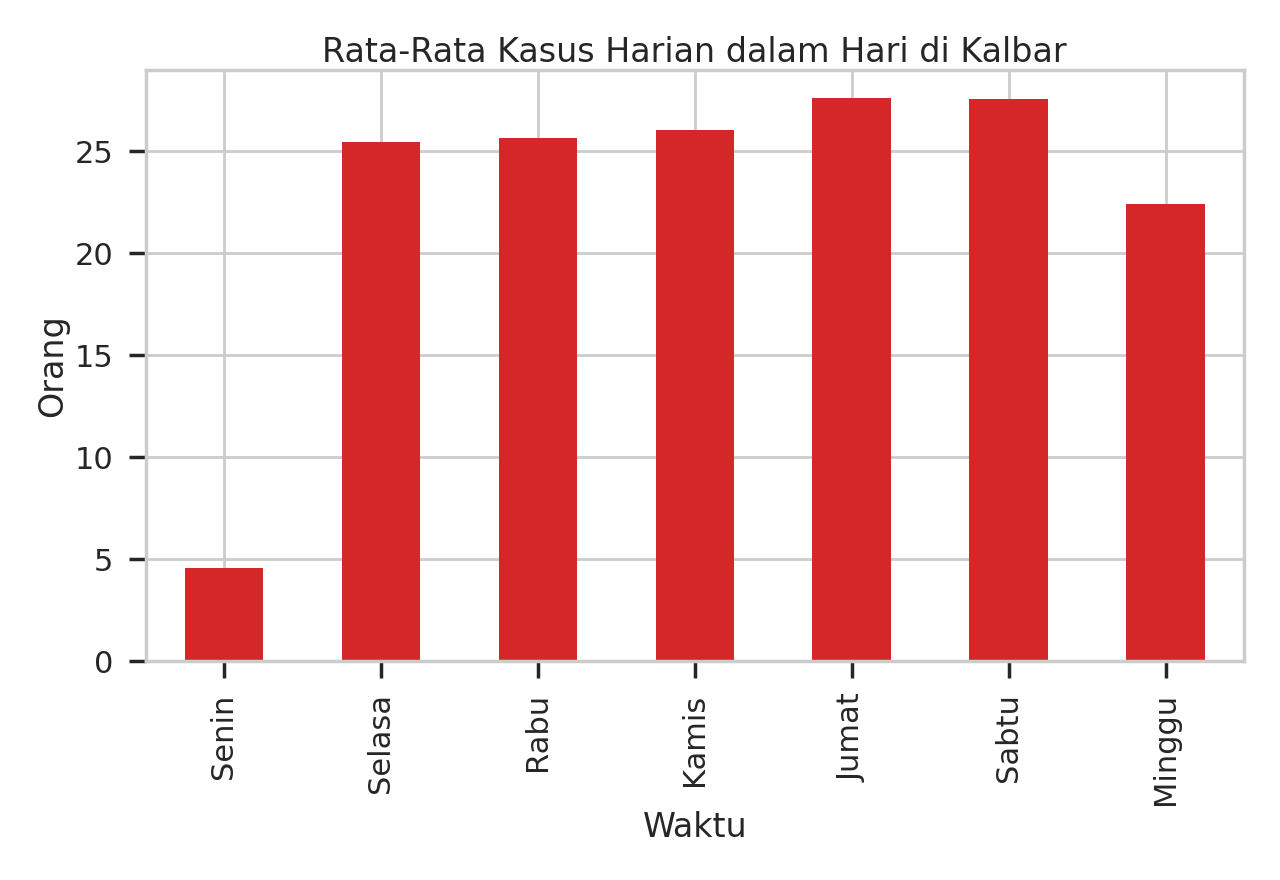 Rata-Rata Kasus Harian dalam Hari di Kalbar
Orang
25
20
15
10
5
0
Senin
Selasa
Rabu
Kamis
Jumat
Sabtu
Minggu
Waktu